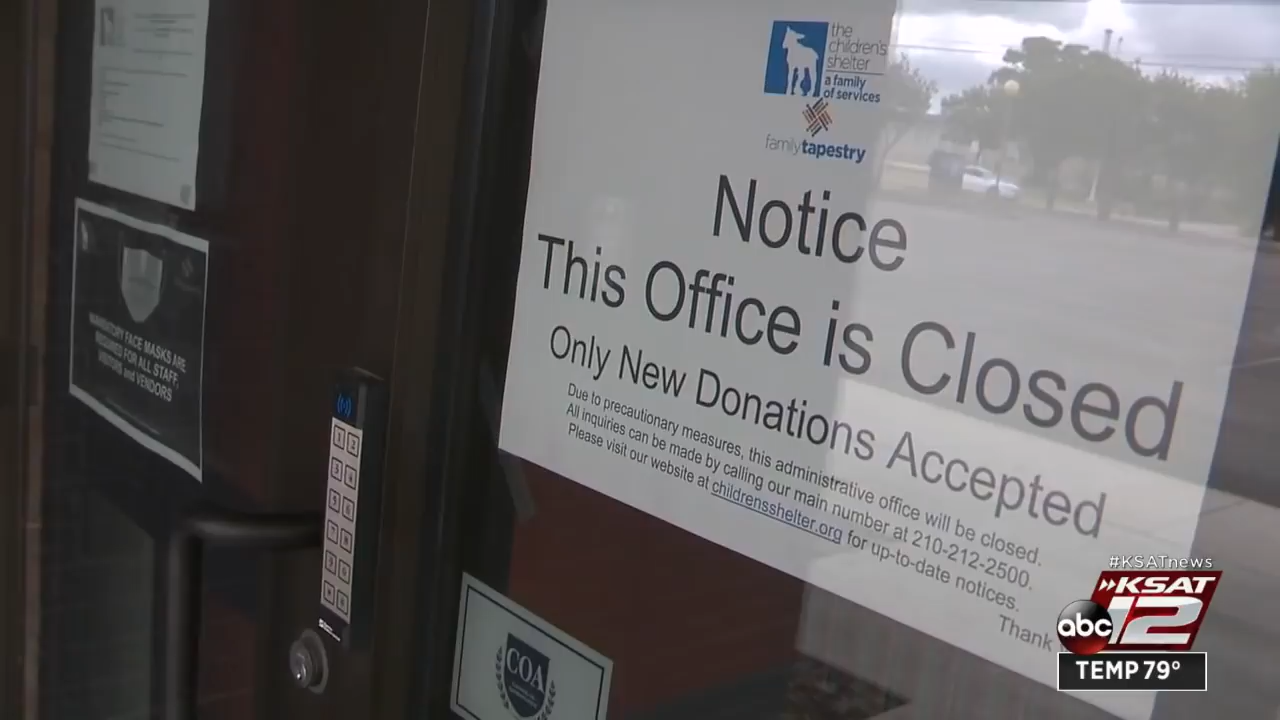 the
children's
shelter
a family
of services
familytapestry
Notice
This Office is Closed
Only New Donations Accepted
Due to precautionary measures, this administrative office will be closed.
All inquiries can be made by calling our main number at 210-212-2500.
Please visit our website at childrensshelter.org for up-to-date notices.
Thank
MANDATORY FACE MASKS ARE
REQUIRED FOR ALL STAFF,
VISITORS and VENDORS
COA
#KSATnews
KSAT
abc 12
TEMP 79°